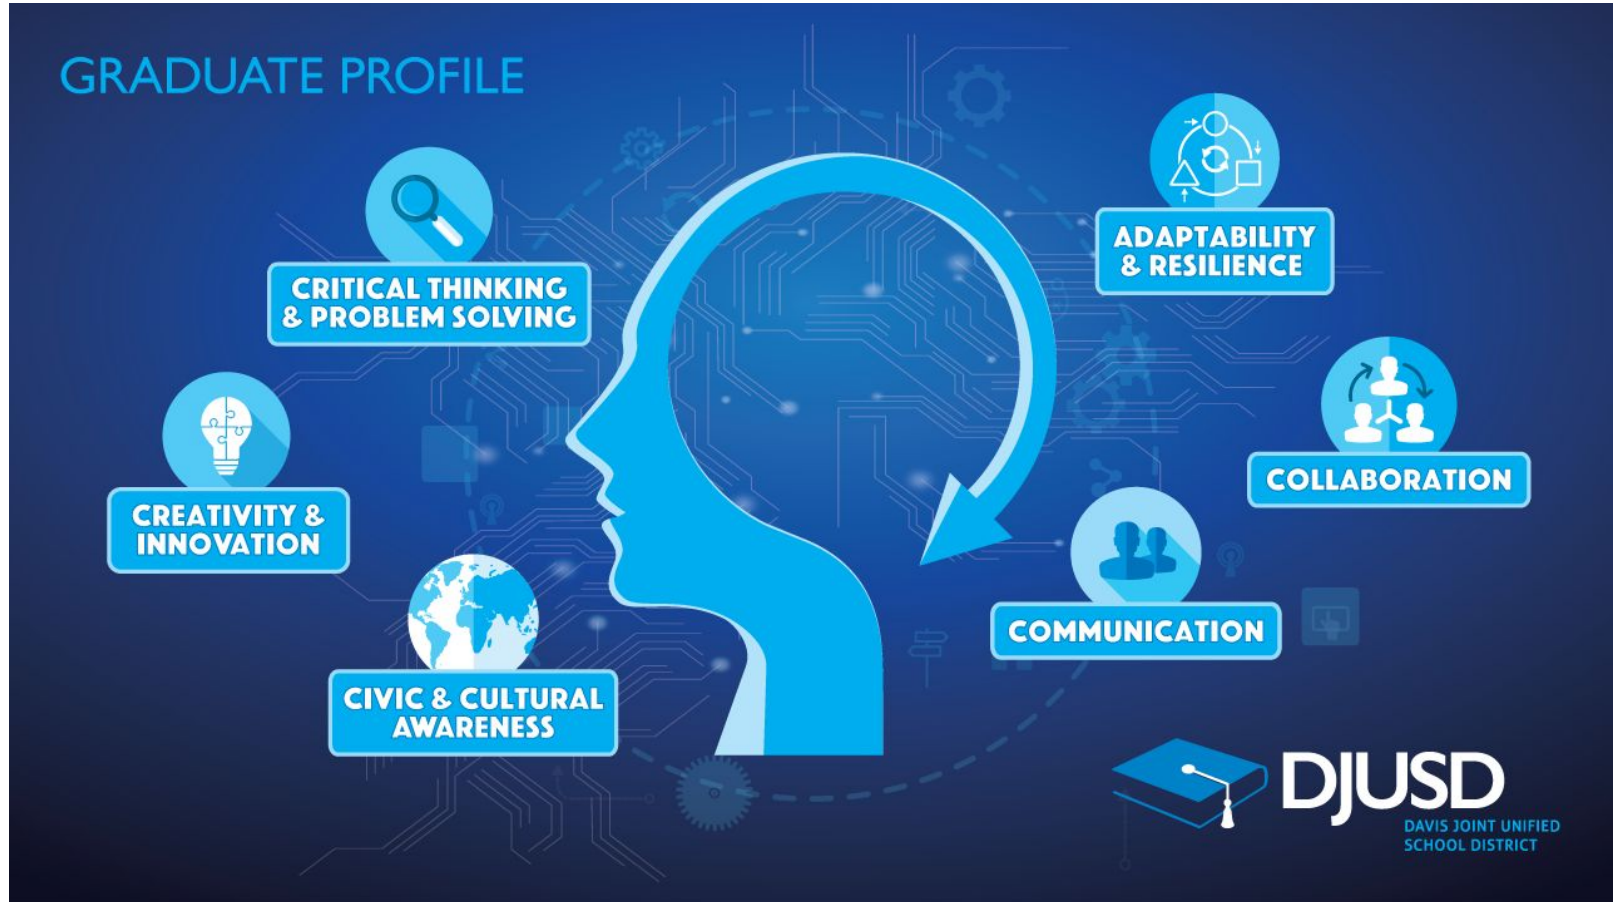 GRADUATE PROFILE
CRITICAL THINKING
& PROBLEM SOLVING
CREATIVITY &
INNOVATION
CIVIC & CULTURAL
AWARENESS
ADAPTABILITY
& RESILIENCE
COLLABORATION
COMMUNICATION
DJUSD
DAVIS JOINT UNIFIED
SCHOOL DISTRICT